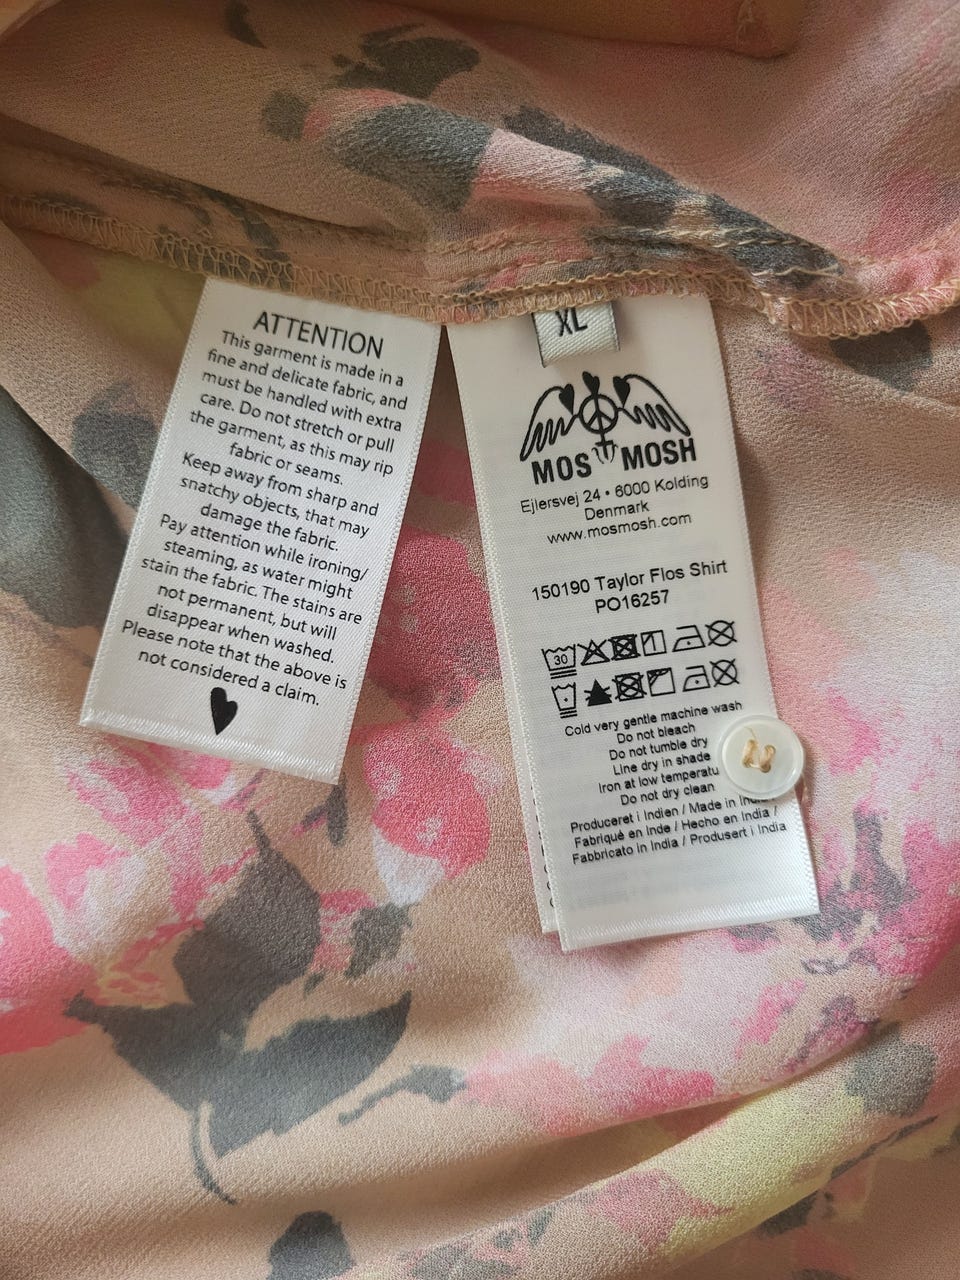 ATTENTION
This garment is made in a
fine and delicate fabric, and
must be handled with extra
care. Do not stretch or pull
the garment, as this may rip
fabric or seams.
Keep away from sharp and
snatchy objects, that may
damage the fabric.
Pay attention while ironing/
steaming, as water might
stain the fabric. The stains are
not permanent, but will
disappear when washed.
Please note that the above is
not considered a claim.
XL
MOS MOSH
Ejlersvej 24 • 6000 Kolding
Denmark
www.mosmosh.com
150190 Taylor Flos Shirt
PO16257
30
Cold very gentle machine wash
Do not bleach
Do not tumble dry
Line dry in shade
Iron at low temperatu
Do not dry clean
Produceret i Indien / Made in India
Fabriqué en Inde / Hecho en India /
Fabbricato in India / Produsert i India